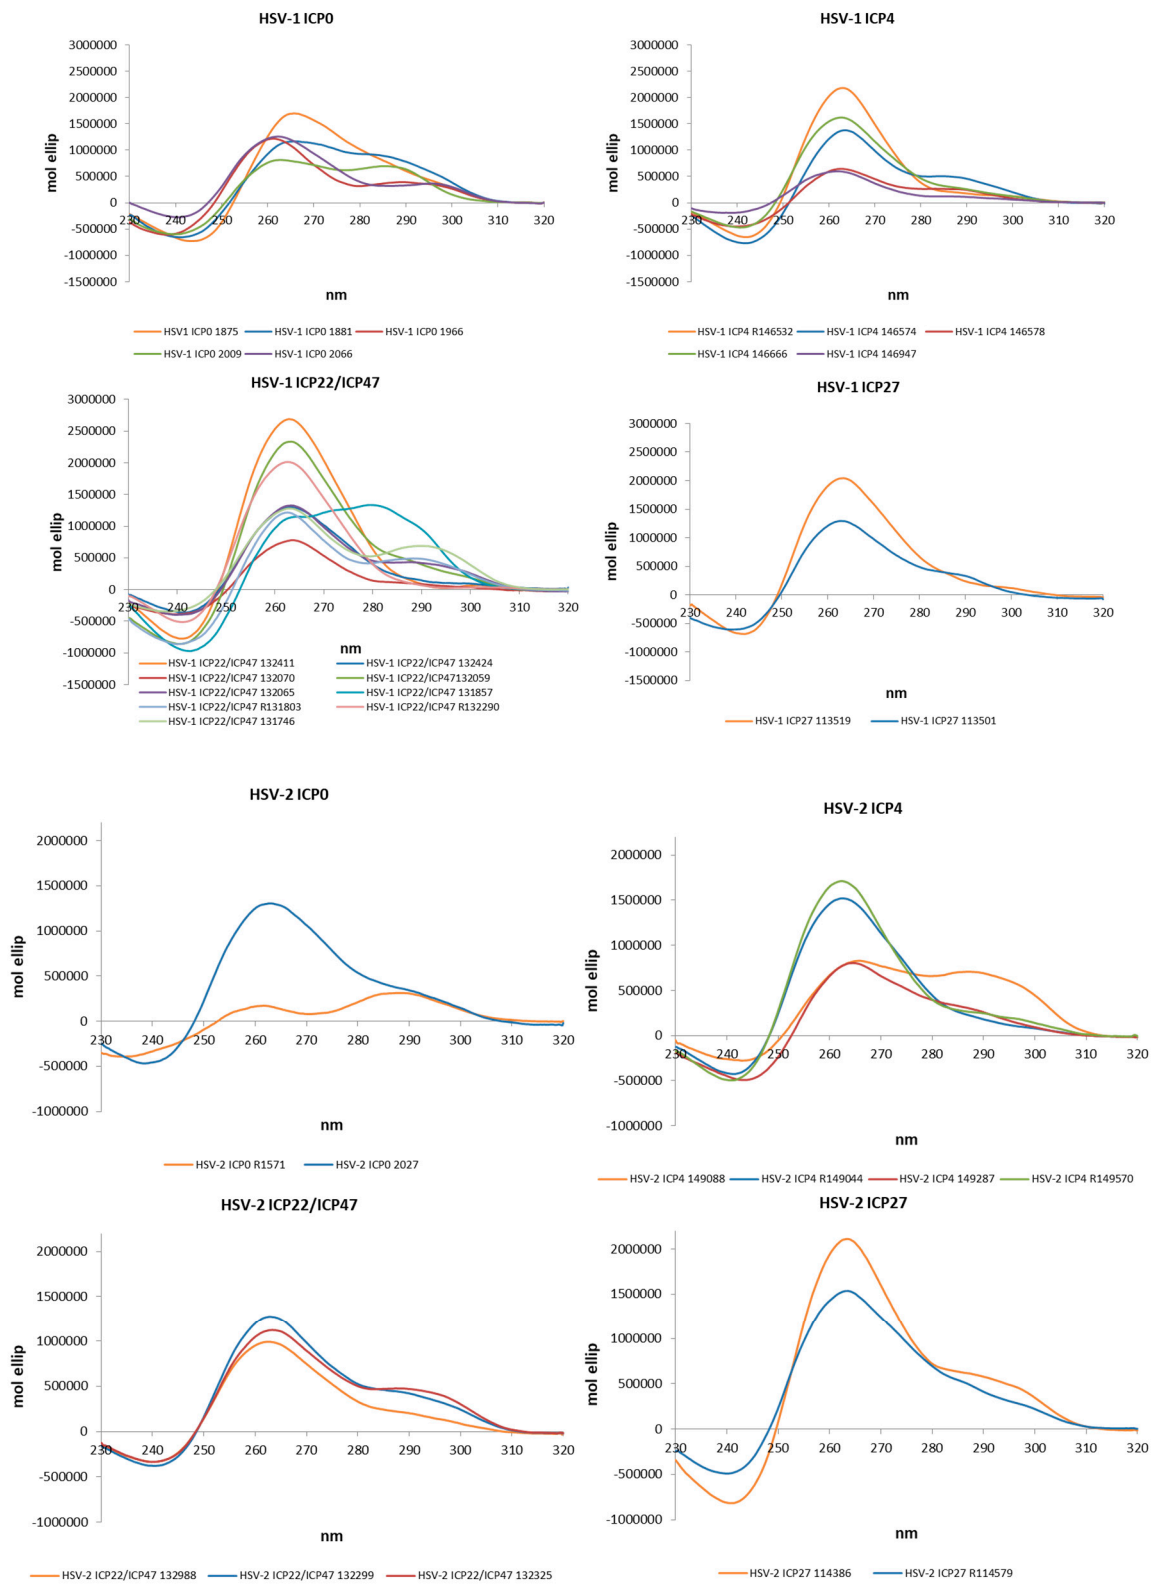 HSV-1 ICP0
3000000
2500000
2000000
1500000
1000000
500000
0
-500000
-1000000
-1500000
mol ellip
230 240 250 260 270 280 290 300 310 320
nm
HSV1 ICP0 1875 HSV-1 ICP0 1881 HSV-1 ICP0 1966
HSV-1 ICP0 2009 HSV-1 ICP0 2066
HSV-1 ICP4
3000000
2500000
2000000
1500000
1000000
500000
0
-500000
-1000000
-1500000
mol ellip
230 240 250 260 270 280 290 300 310 320
nm
HSV-1 ICP4 R146532 HSV-1 ICP4 146574 HSV-1 ICP4 146578
HSV-1 ICP4 146666 HSV-1 ICP4 146947
HSV-1 ICP22/ICP47
3000000
2500000
2000000
1500000
1000000
500000
0
-500000
-1000000
-1500000
mol ellip
230 240 250 260 270 280 290 300 310 320
nm
HSV-1 ICP22/ICP47 132411 HSV-1 ICP22/ICP47 132424
HSV-1 ICP22/ICP47 132070 HSV-1 ICP22/ICP47132059
HSV-1 ICP22/ICP47 132065 HSV-1 ICP22/ICP47 131857
HSV-1 ICP22/ICP47 R131803 HSV-1 ICP22/ICP47 R132290
HSV-1 ICP22/ICP47 131746
HSV-1 ICP27
3000000
2500000
2000000
1500000
1000000
500000
0
-500000
-1000000
-1500000
mol ellip
230 240 250 260 270 280 290 300 310 320
nm
HSV-1 ICP27 113519 HSV-1 ICP27 113501
HSV-2 ICP0
2000000
1500000
1000000
500000
0
-500000
-1000000
mol ellip
230 240 250 260 270 280 290 300 310 320
nm
HSV-2 ICP0 R1571 HSV-2 ICP0 2027
HSV-2 ICP4
2000000
1500000
1000000
500000
0
-500000
-1000000
mol ellip
230 240 250 260 270 280 290 300 310 320
nm
HSV-2 ICP4 149088 HSV-2 ICP4 R149044 HSV-2 ICP4 149287 HSV-2 ICP4 R149570
HSV-2 ICP22/ICP47
2000000
1500000
1000000
500000
0
-500000
-1000000
mol ellip
230 240 250 260 270 280 290 300 310 320
nm
HSV-2 ICP22/ICP47 132988 HSV-2 ICP22/ICP47 132299 HSV-2 ICP22/ICP47 132325
HSV-2 ICP27
2000000
1500000
1000000
500000
0
-500000
-1000000
mol ellip
230 240 250 260 270 280 290 300 310 320
nm
HSV-2 ICP27 114386 HSV-2 ICP27 R114579